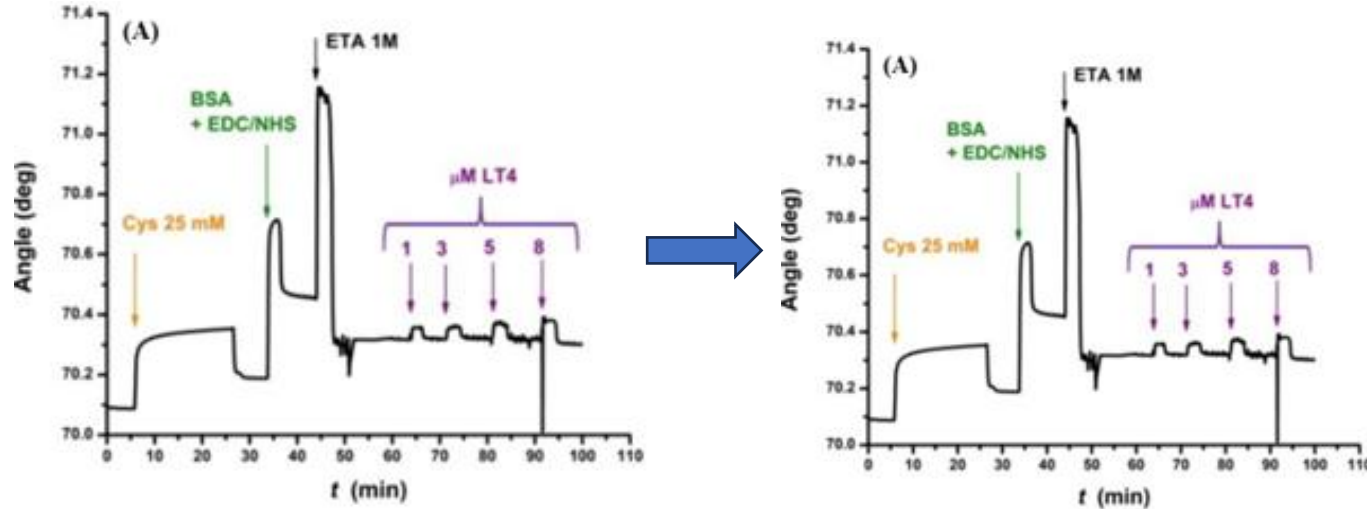 (A)
ETA 1M
BSA
+ EDC/NHS
μM LT4
Cys 25 mM
1 3 5 8
Angle (deg)
71.4
71.2
71.0
70.8
70.6
70.4
70.2
70.0
0 10 20 30 40 50 60 70 80 90 100 110
t (min)
(A)
ETA 1M
BSA
+ EDC/NHS
μM LT4
Cys 25 mM
1 3 5 8
Angle (deg)
71.4
71.2
71.0
70.8
70.6
70.4
70.2
70.0
0 10 20 30 40 50 60 70 80 90 100 110
t (min)